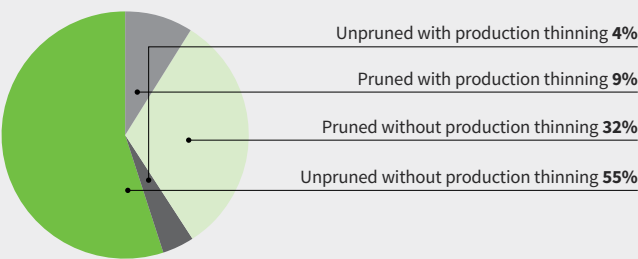 Unpruned with production thinning 4%
Pruned with production thinning 9%
Pruned without production thinning 32%
Unpruned without production thinning 55%